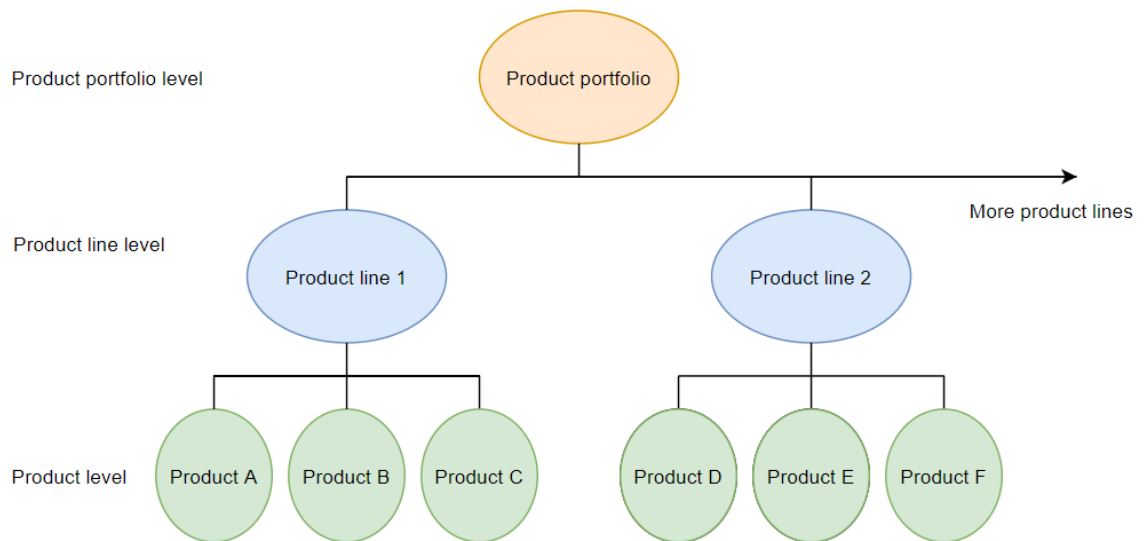 Product portfolio level
Product portfolio
More product lines
Product line level
Product line 1
Product line 2
Product level
Product A
Product B
Product C
Product D
Product E
Product F